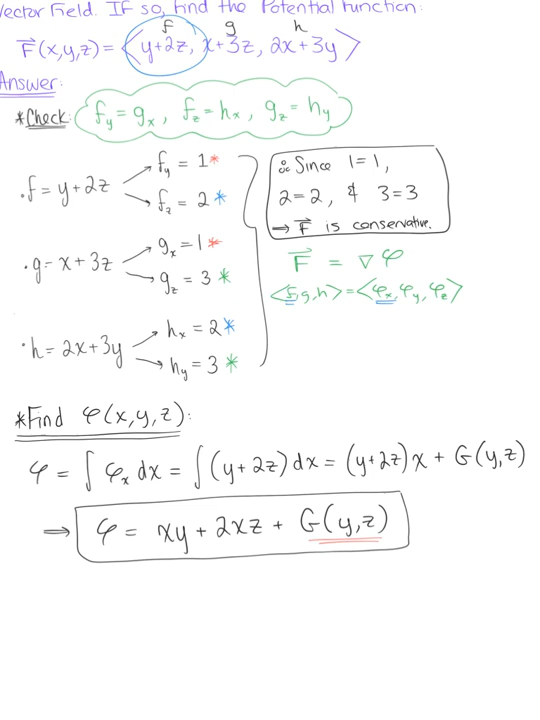 Vector Field. If so, find the Potential Function:
f g h
F⃗(x,y,z) = <y+2z, x+3z, 2x+3y>
Answer:
*Check: f_y = g_x, f_z = h_x, g_z = h_y
f_y = 1*
.f = y+2z
f_z = 2*
∴ Since 1=1,
2=2, & 3=3
→ F⃗ is conservative.
g_x = 1*
.g = x+3z
g_z = 3*
F⃗ = ∇φ
<f,g,h> = <φ_x, φ_y, φ_z>
h_x = 2*
.h = 2x+3y
h_y = 3*
*Find φ(x,y,z):
φ = ∫ φ_x dx = ∫(y+2z)dx = (y+2z)x + G(y,z)
⇒ φ = xy + 2xz + G(y,z)